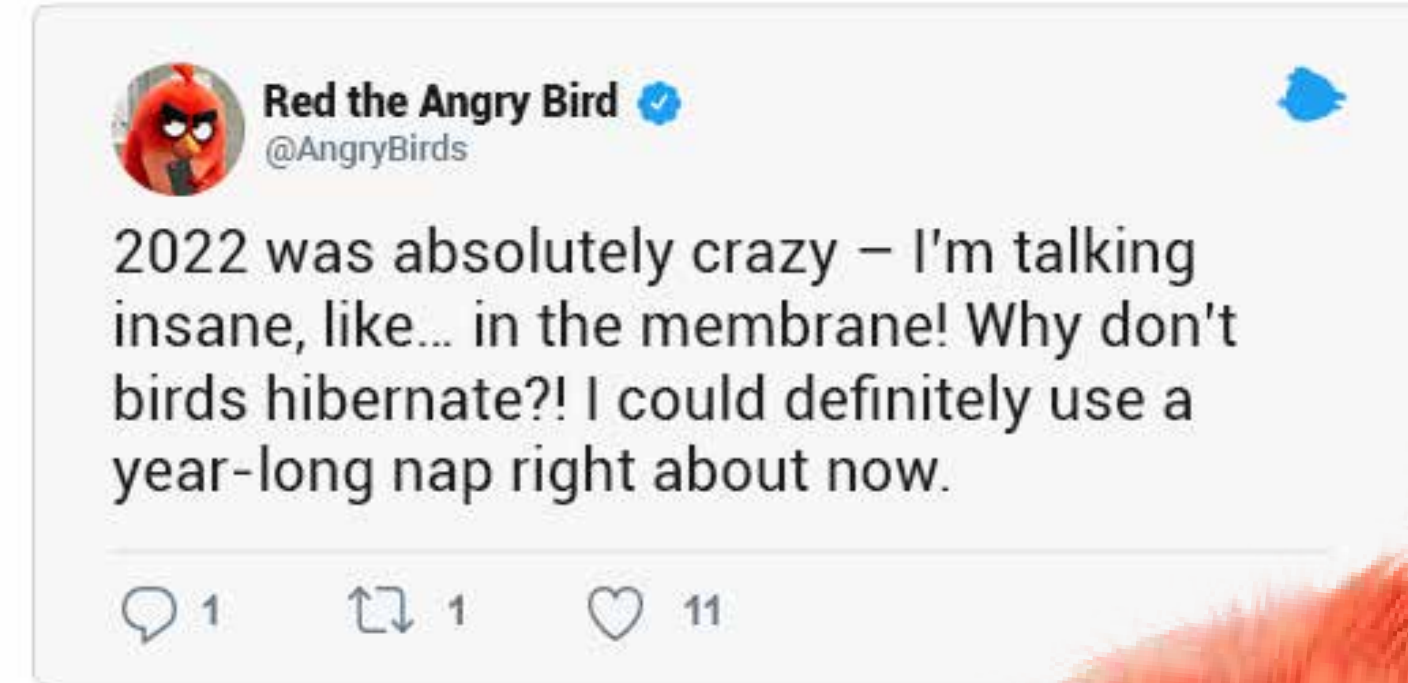 Red the Angry Bird
@AngryBirds
2022 was absolutely crazy – I'm talking
insane, like... in the membrane! Why don't
birds hibernate?! I could definitely use a
year-long nap right about now.
1 1 11